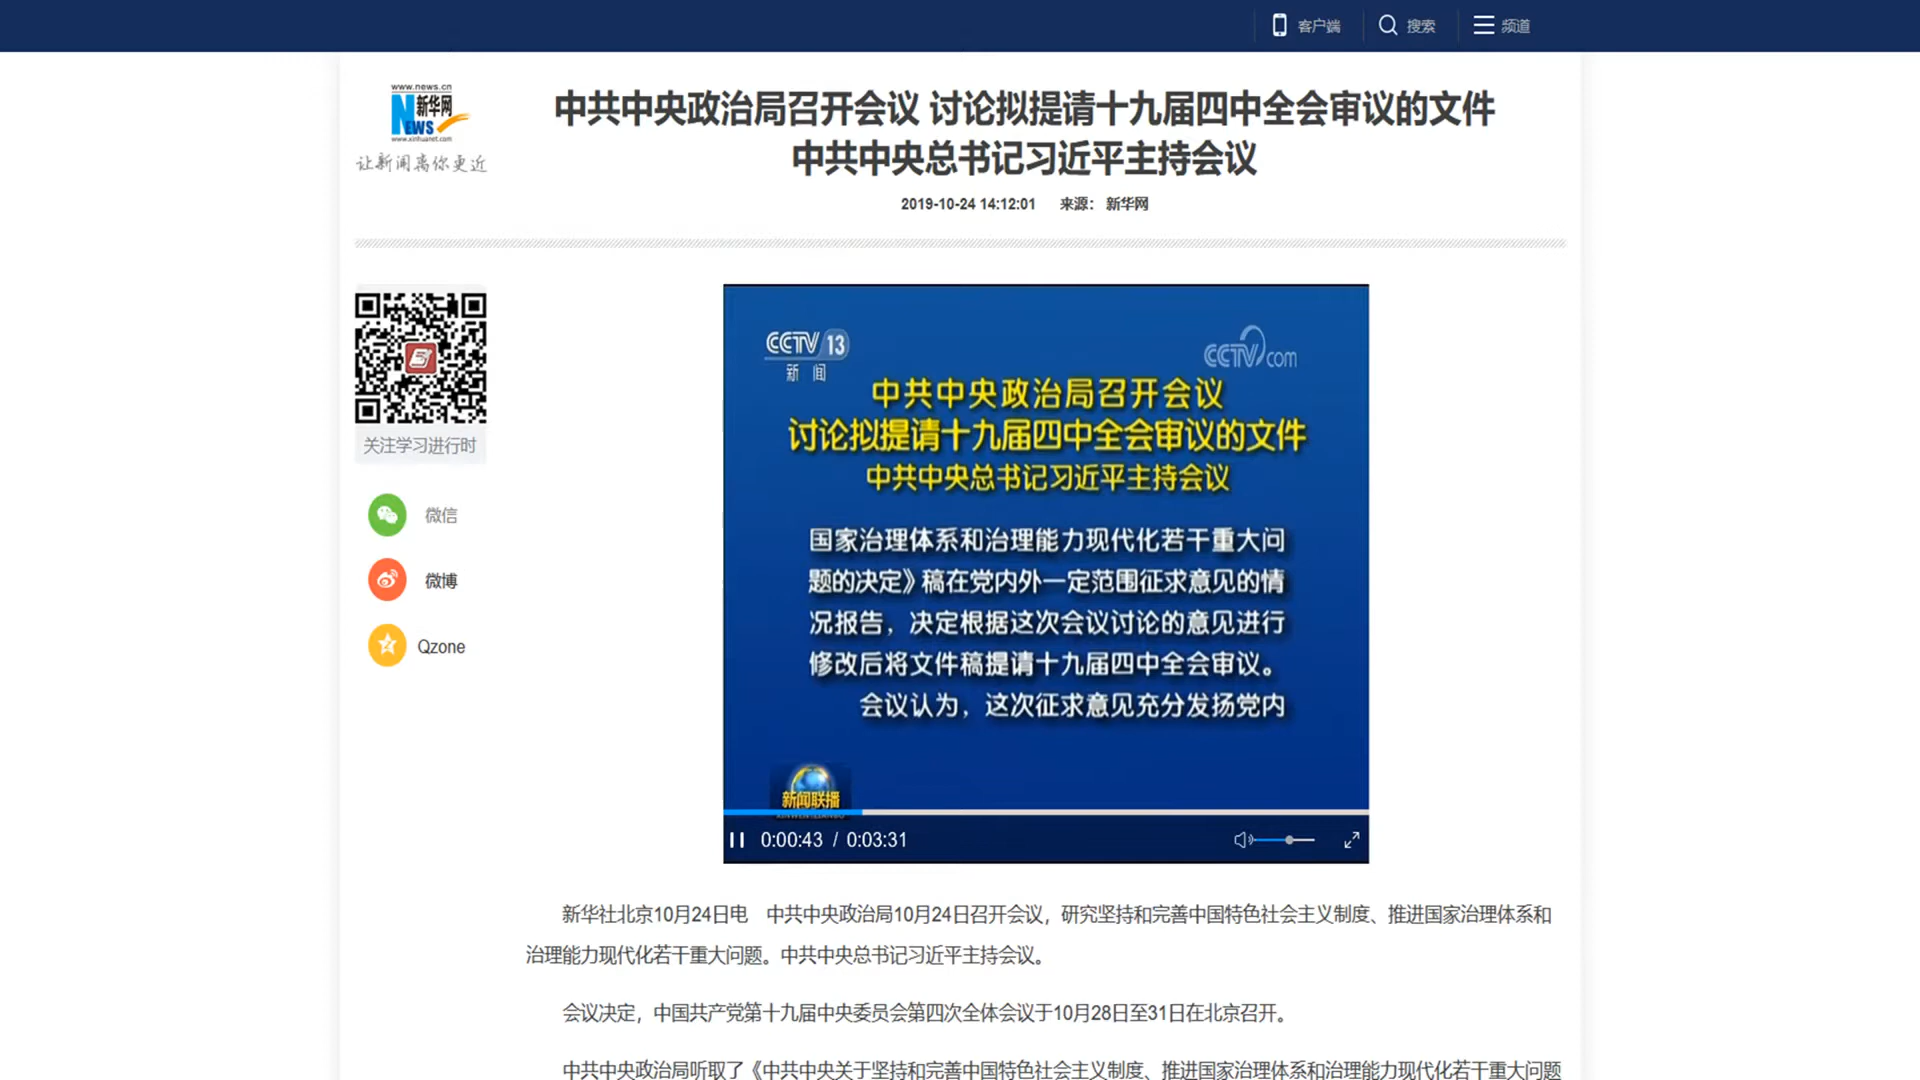 客户端
搜索
频道
www.news.cn
新华网
NEWS
www.xinhuanet.com
让新闻离你更近
中共中央政治局召开会议 讨论拟提请十九届四中全会审议的文件
中共中央总书记习近平主持会议
2019-10-24 14:12:01 来源： 新华网
关注学习进行时
微信
微博
Qzone
CCTV 13
新闻
CCTV.com
中共中央政治局召开会议
讨论拟提请十九届四中全会审议的文件
中共中央总书记习近平主持会议
国家治理体系和治理能力现代化若干重大问
题的决定》稿在党内外一定范围征求意见的情
况报告，决定根据这次会议讨论的意见进行
修改后将文件稿提请十九届四中全会审议。
会议认为，这次征求意见充分发扬党内
新闻联播
0:00:43 / 0:03:31
新华社北京10月24日电 中共中央政治局10月24日召开会议，研究坚持和完善中国特色社会主义制度、推进国家治理体系和
治理能力现代化若干重大问题。中共中央总书记习近平主持会议。
会议决定，中国共产党第十九届中央委员会第四次全体会议于10月28日至31日在北京召开。
中共中央政治局听取了《中共中央关于坚持和完善中国特色社会主义制度、推进国家治理体系和治理能力现代化若干重大问题